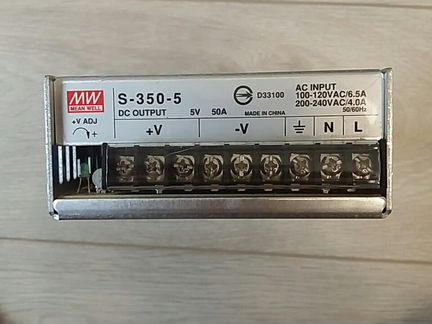 MW
MEAN WELL
S-350-5
DC OUTPUT 5V 50A
D33100
MADE IN CHINA
AC INPUT
100-120VAC/6.5A
200-240VAC/4.0A
50/60Hz
+V ADJ
+
+V -V N L